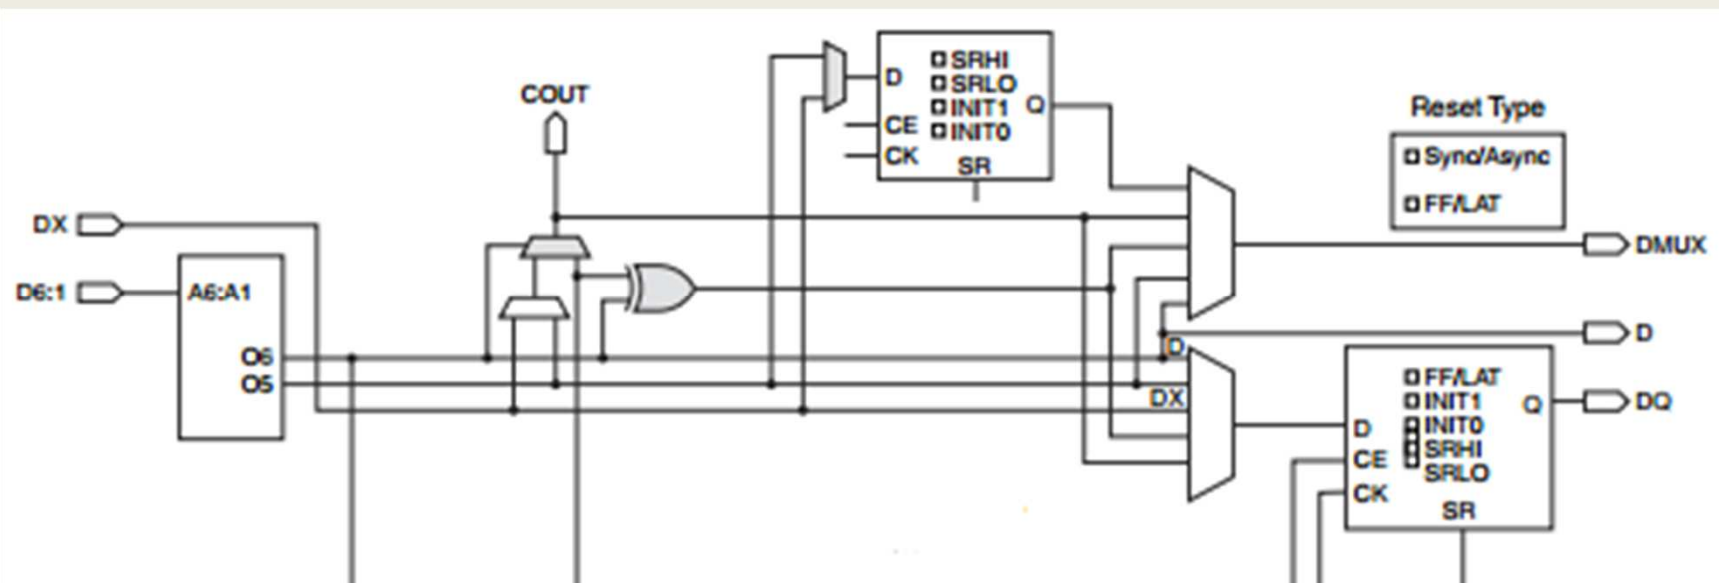 COUT
DX
D6:1
A6:A1
O6
O5
D
CE
CK
SRHI
SRLO
INIT1
INIT0
Q
SR
Reset Type
Sync/Async
FF/LAT
DMUX
D
D
DX
D
CE
CK
FF/LAT
INIT1
INIT0
SRHI
SRLO
Q
SR
DQ